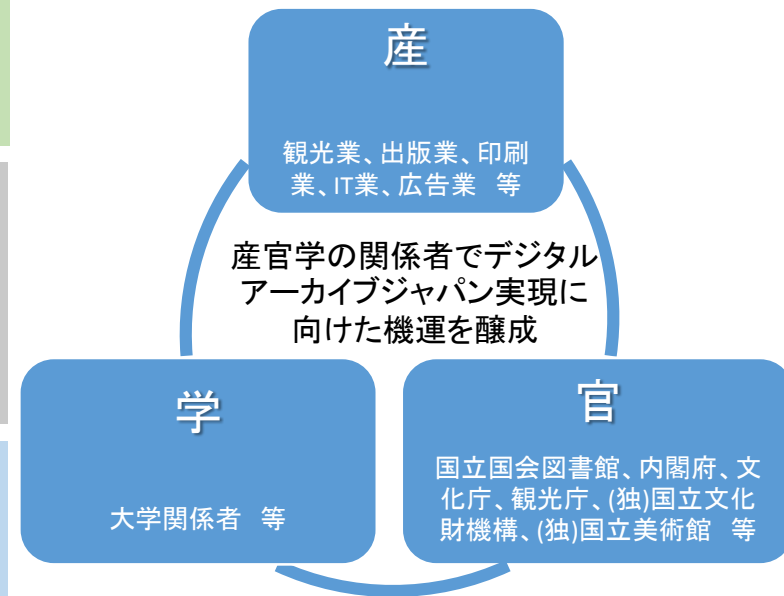 産
観光業、出版業、印刷
業、IT業、広告業　等
産官学の関係者でデジタル
アーカイブジャパン実現に
向けた機運を醸成
学
大学関係者　等
官
国立国会図書館、内閣府、文
化庁、観光庁、(独)国立文化
財機構、(独)国立美術館　等